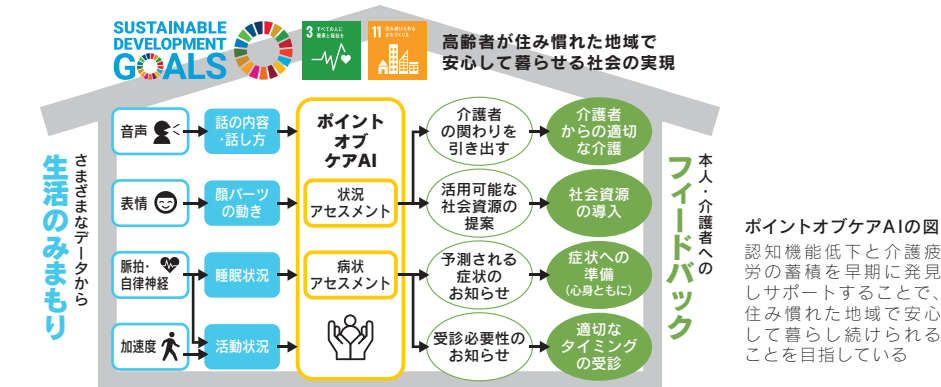 SUSTAINABLE
DEVELOPMENT
GOALS
3 すべての人に
健康と福祉を
11 住み続けられる
まちづくりを
高齢者が住み慣れた地域で
安心して暮らせる社会の実現
さまざまなデータから
生活のみまもり
音声
話の内容
・話し方
表情
顔パーツ
の動き
脈拍・
自律神経
睡眠状況
加速度
活動状況
ポイント
オブ
ケアAI
状況
アセスメント
病状
アセスメント
介護者
の関わりを
引き出す
介護者
からの適切
な介護
活用可能な
社会資源の
提案
社会資源
の導入
予測される
症状の
お知らせ
症状への
準備
(心身ともに)
受診必要性の
お知らせ
適切な
タイミング
の受診
本人・介護者への
フィードバック
ポイントオブケアAIの図
認知機能低下と介護疲
労の蓄積を早期に発見
しサポートすることで、
住み慣れた地域で安心
して暮らし続けられる
ことを目指している